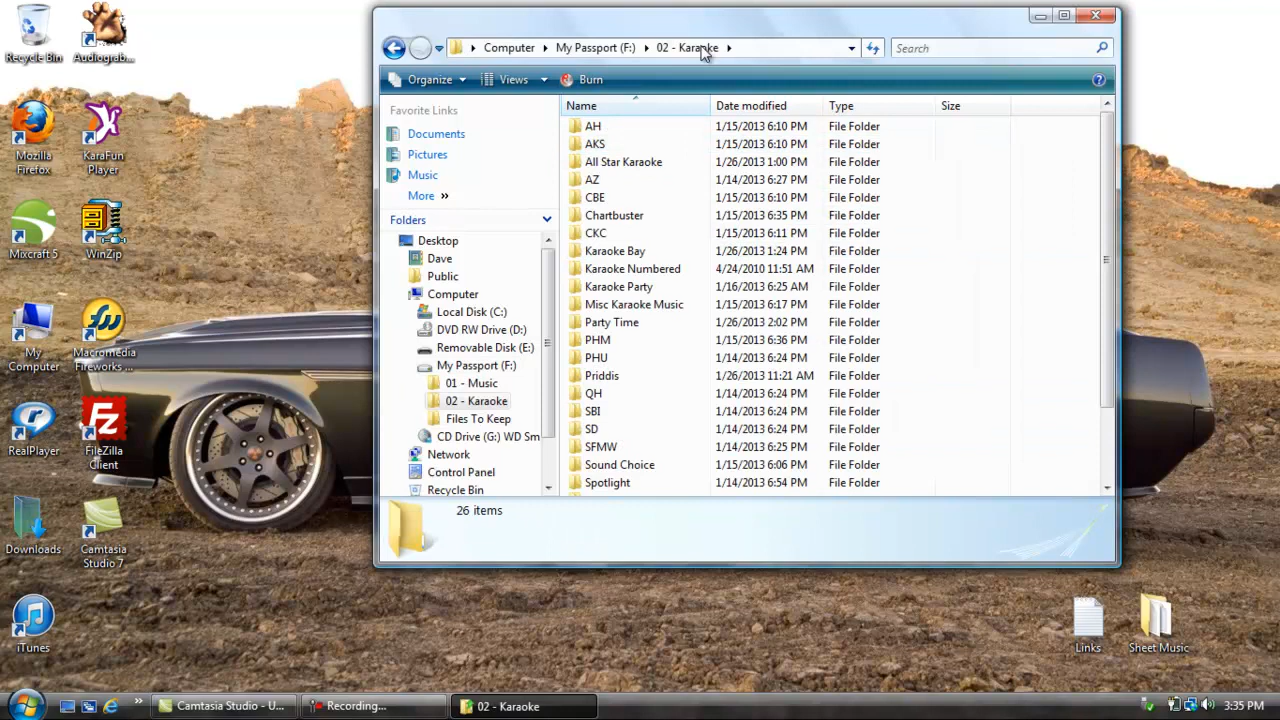 Recycle Bin
Audiograb...
Mozilla
Firefox
KaraFun
Player
Mixcraft 5
WinZip
My
Computer
Macromedia
Fireworks ...
RealPlayer
FileZilla
Client
Downloads
Camtasia
Studio 7
iTunes
Computer
My Passport (F:)
02 - Karaoke
Search
Organize
Views
Burn
Favorite Links
Documents
Pictures
Music
More »
Folders
Desktop
Dave
Public
Computer
Local Disk (C:)
DVD RW Drive (D:)
Removable Disk (E:)
My Passport (F:)
01 - Music
02 - Karaoke
Files To Keep
CD Drive (G:) WD Sm
Network
Control Panel
Recycle Bin
Name Date modified Type Size
AH 1/15/2013 6:10 PM File Folder
AKS 1/15/2013 6:10 PM File Folder
All Star Karaoke 1/26/2013 1:00 PM File Folder
AZ 1/14/2013 6:27 PM File Folder
CBE 1/15/2013 6:10 PM File Folder
Chartbuster 1/15/2013 6:35 PM File Folder
CKC 1/15/2013 6:11 PM File Folder
Karaoke Bay 1/26/2013 1:24 PM File Folder
Karaoke Numbered 4/24/2010 11:51 AM File Folder
Karaoke Party 1/16/2013 6:25 AM File Folder
Misc Karaoke Music 1/15/2013 6:17 PM File Folder
Party Time 1/26/2013 2:02 PM File Folder
PHM 1/15/2013 6:36 PM File Folder
PHU 1/14/2013 6:24 PM File Folder
Priddis 1/26/2013 11:21 AM File Folder
QH 1/14/2013 6:24 PM File Folder
SBI 1/14/2013 6:24 PM File Folder
SD 1/14/2013 6:24 PM File Folder
SFMW 1/14/2013 6:25 PM File Folder
Sound Choice 1/15/2013 6:06 PM File Folder
Spotlight 1/14/2013 6:54 PM File Folder
26 items
Links
Sheet Music
Camtasia Studio - U...
Recording...
02 - Karaoke
3:35 PM